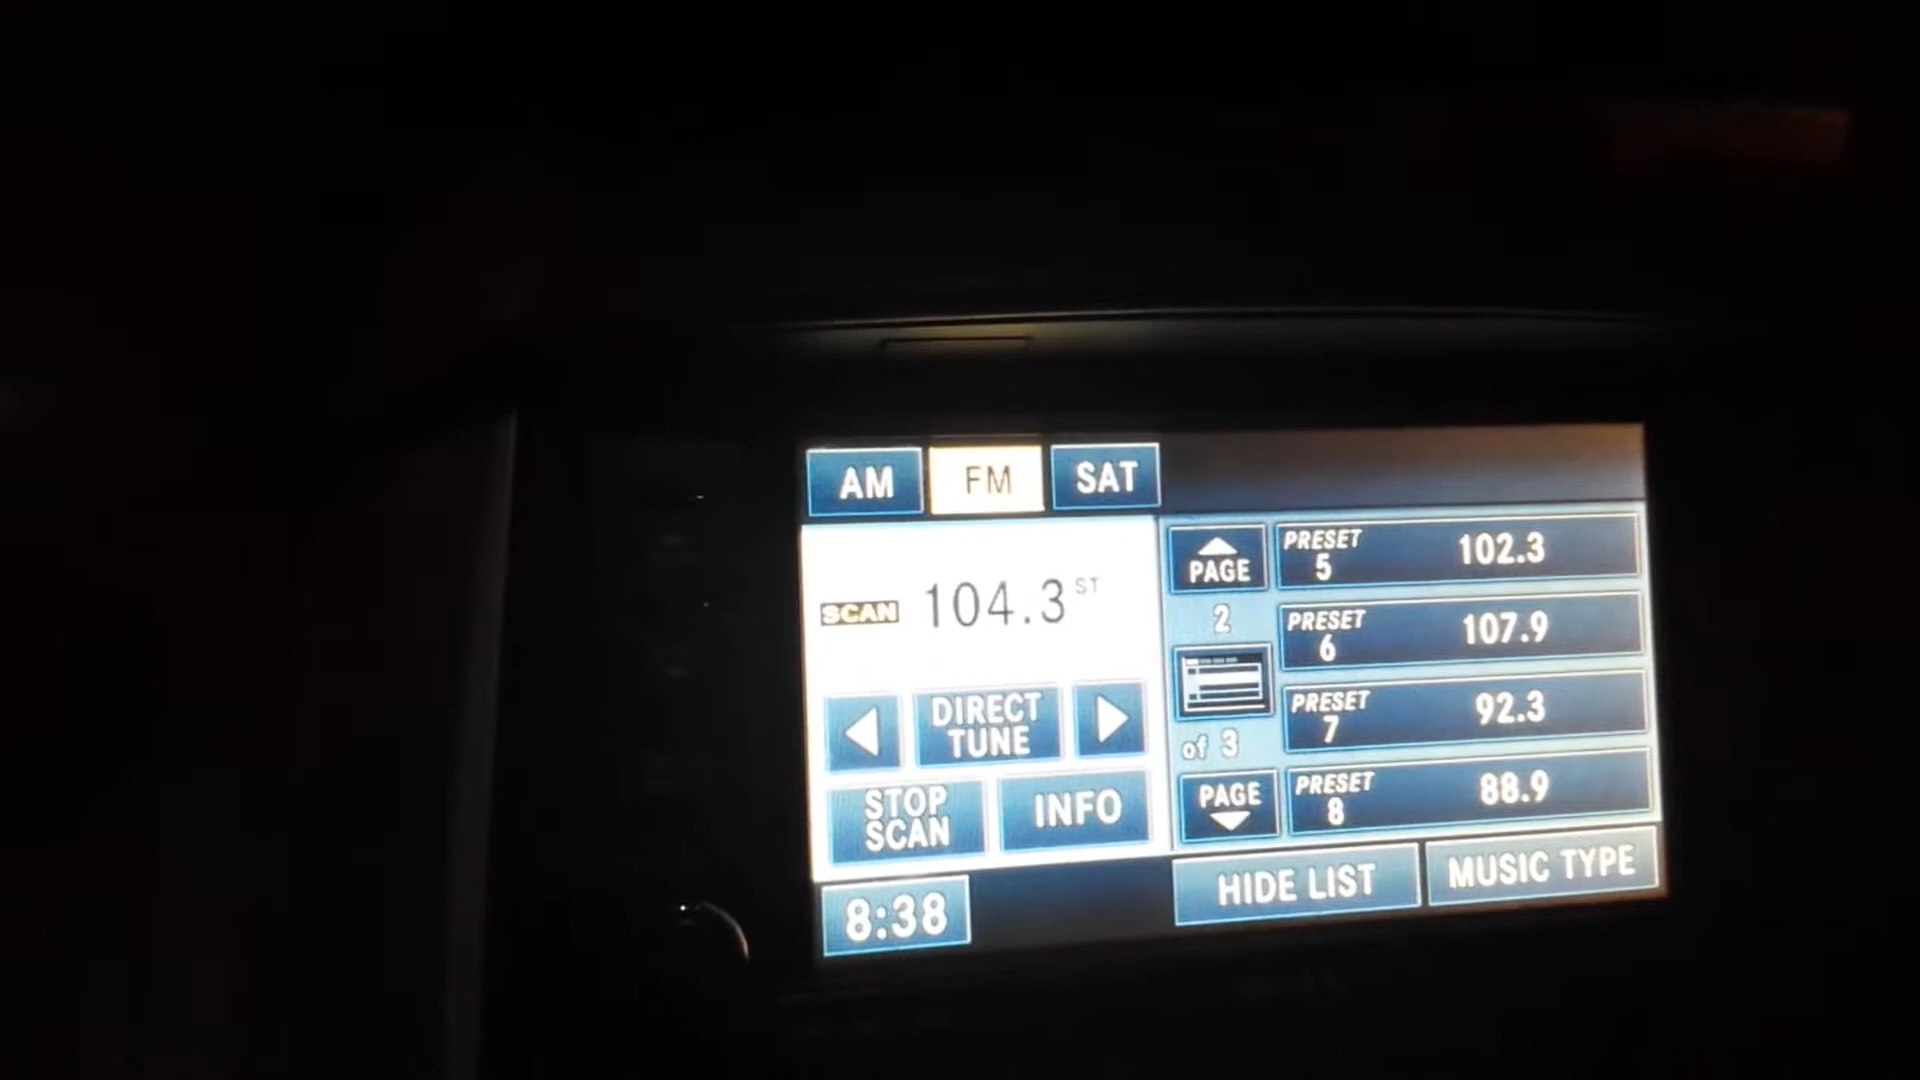 AM FM SAT
SCAN 104.3 ST
DIRECT TUNE
STOP SCAN
INFO
8:38
PAGE
2
of 3
PAGE
PRESET 5 102.3
PRESET 6 107.9
PRESET 7 92.3
PRESET 8 88.9
HIDE LIST
MUSIC TYPE